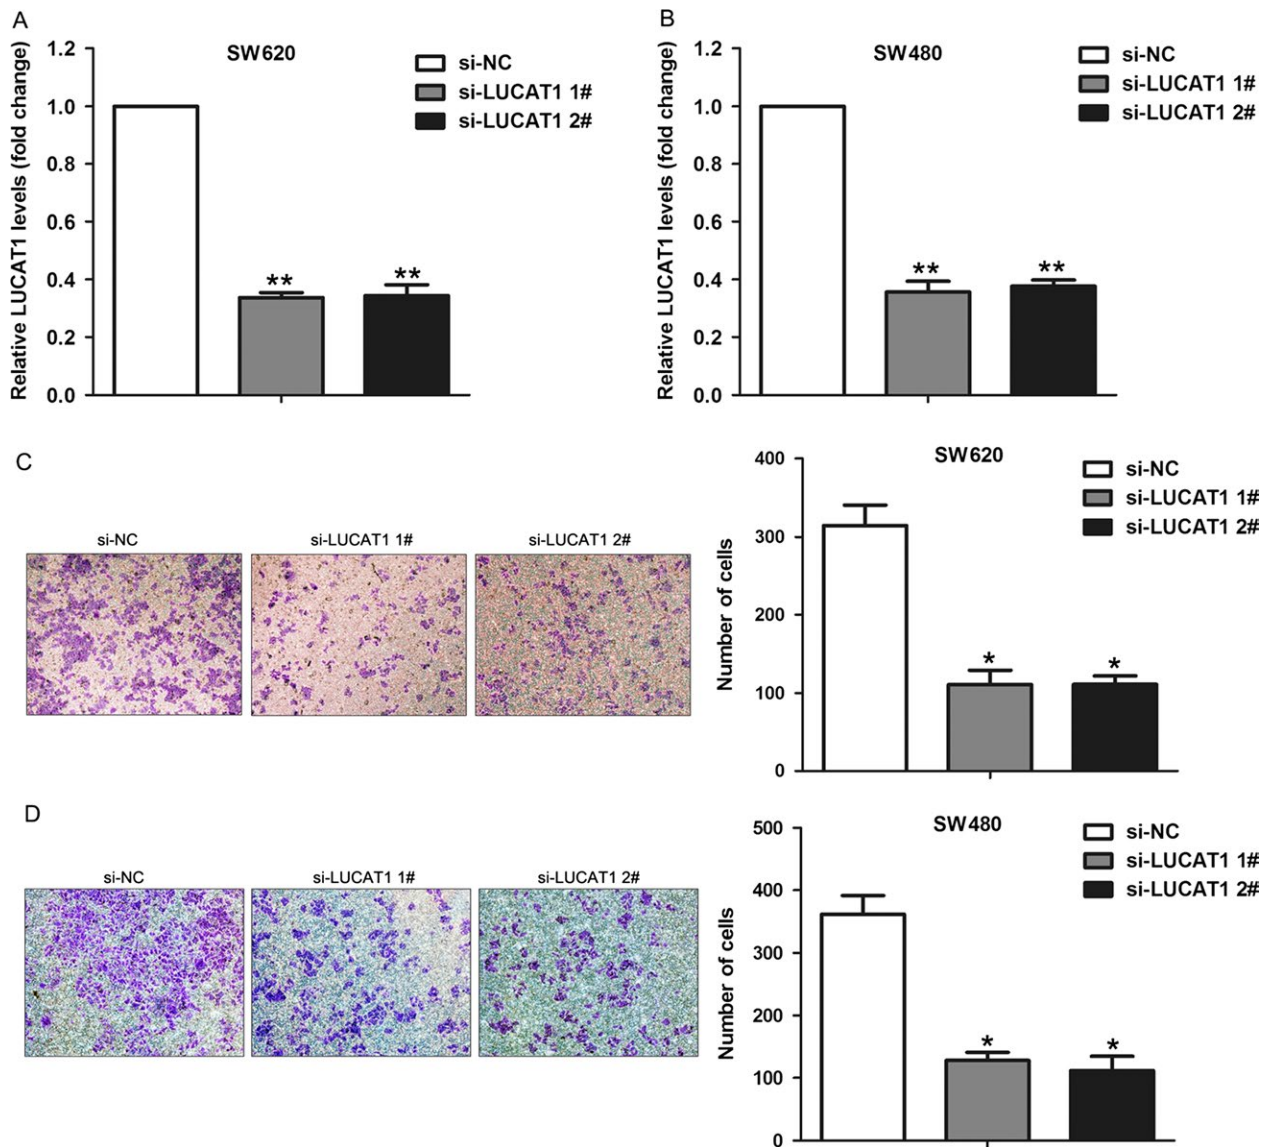 A
SW620
Relative LUCAT1 levels (fold change)
1.2
1.0
0.8
0.6
0.4
0.2
0.0
**
**
si-NC
si-LUCAT1 1#
si-LUCAT1 2#
B
SW480
Relative LUCAT1 levels (fold change)
1.2
1.0
0.8
0.6
0.4
0.2
0.0
**
**
si-NC
si-LUCAT1 1#
si-LUCAT1 2#
C
si-NC
si-LUCAT1 1#
si-LUCAT1 2#
SW620
Number of cells
400
300
200
100
0
*
*
si-NC
si-LUCAT1 1#
si-LUCAT1 2#
D
si-NC
si-LUCAT1 1#
si-LUCAT1 2#
SW480
Number of cells
500
400
300
200
100
0
*
*
si-NC
si-LUCAT1 1#
si-LUCAT1 2#